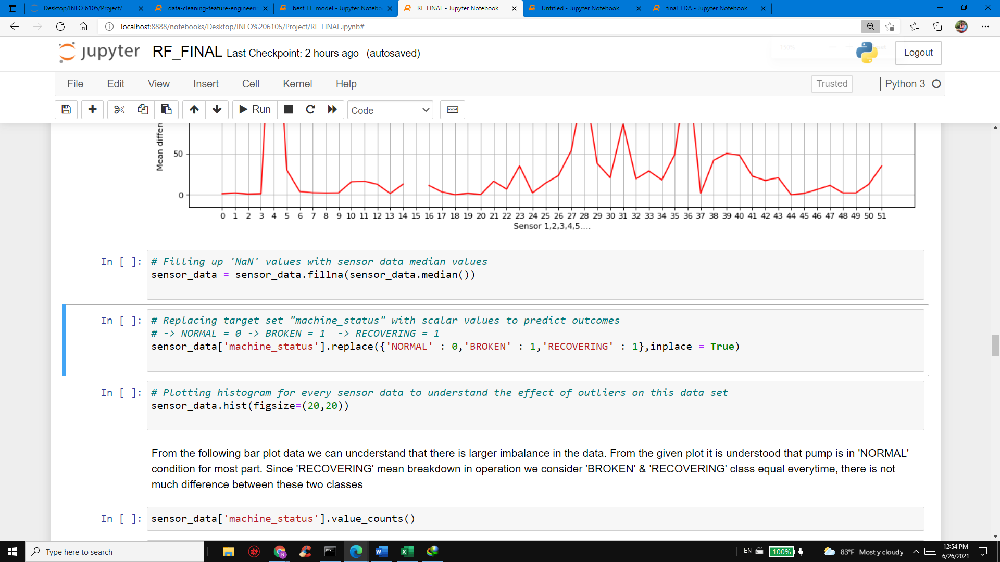 Desktop/INFO 6105/Project/
data-cleaning-feature-engineerin
best_FE_model - Jupyter Notebo
RF_FINAL - Jupyter Notebook
Untitled - Jupyter Notebook
final_EDA - Jupyter Notebook
localhost:8888/notebooks/Desktop/INFO%206105/Project/RF_FINAL.ipynb#
jupyter RF_FINAL Last Checkpoint: 2 hours ago (autosaved)
150%
Logout
File Edit View Insert Cell Kernel Help
Trusted Python 3
Run Code
Mean differe
50
0
0 1 2 3 4 5 6 7 8 9 10 11 12 13 14 15 16 17 18 19 20 21 22 23 24 25 26 27 28 29 30 31 32 33 34 35 36 37 38 39 40 41 42 43 44 45 46 47 48 49 50 51
Sensor 1,2,3,4,5....
In [ ]: # Filling up 'NaN' values with sensor data median values
sensor_data = sensor_data.fillna(sensor_data.median())
In [ ]: # Replacing target set "machine_status" with scalar values to predict outcomes
# -> NORMAL = 0 -> BROKEN = 1  -> RECOVERING = 1
sensor_data['machine_status'].replace({'NORMAL' : 0,'BROKEN' : 1,'RECOVERING' : 1},inplace = True)
In [ ]: # Plotting histogram for every sensor data to understand the effect of outliers on this data set
sensor_data.hist(figsize=(20,20))
From the following bar plot data we can uncderstand that there is larger imbalance in the data. From the given plot it is understood that pump is in 'NORMAL'
condition for most part. Since 'RECOVERING' mean breakdown in operation we consider 'BROKEN' & 'RECOVERING' class equal everytime, there is not
much difference between these two classes
In [ ]: sensor_data['machine_status'].value_counts()
Type here to search
EN
100%
83°F Mostly cloudy
12:54 PM
6/26/2021